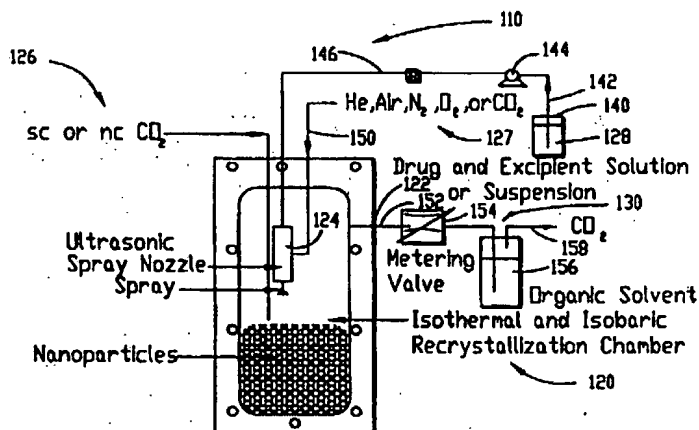 110
126
146
144
142
He,Air,N₂,O₂,orCO₂
140
sc or nc CO₂
150
127
128
Drug and Excipient Solution
or Suspension
122
152
154
130
124
CO₂
158
Ultrasonic
Spray Nozzle
Spray
Metering
Valve
156
Organic Solvent
Isothermal and Isobaric
Recrystallization Chamber
Nanoparticles
120